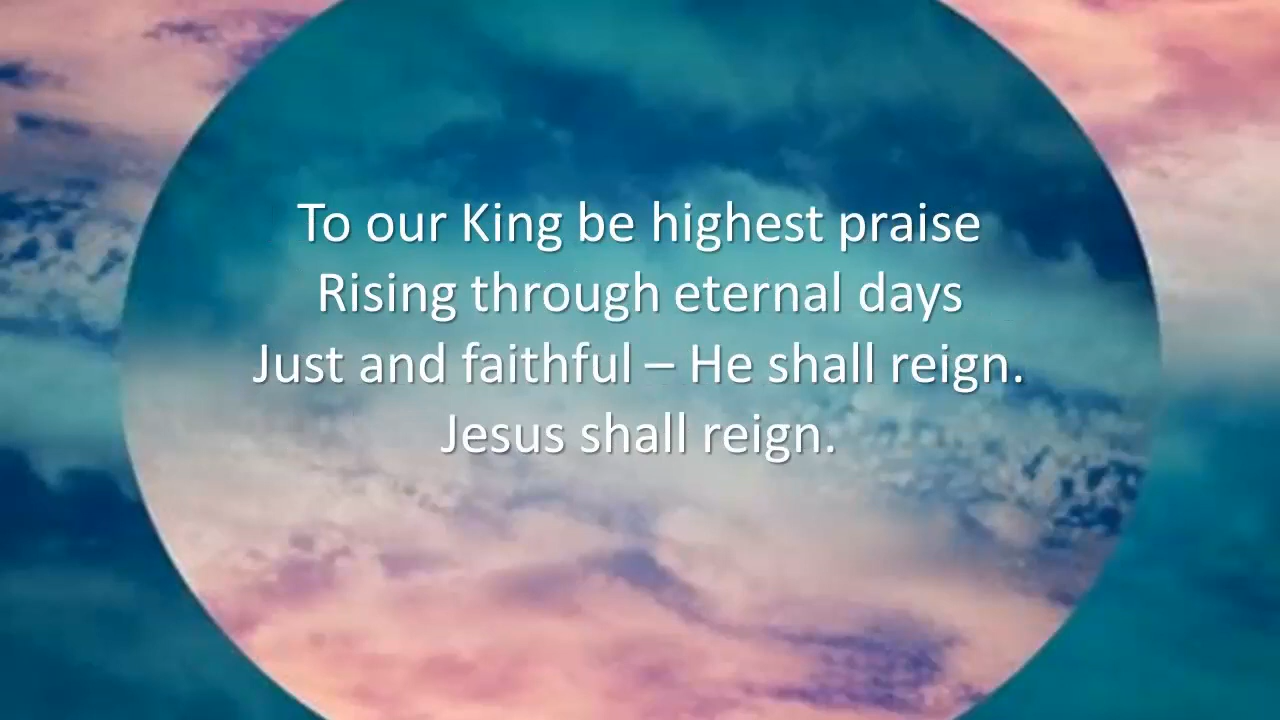 To our King be highest praise
Rising through eternal days
Just and faithful – He shall reign.
Jesus shall reign.